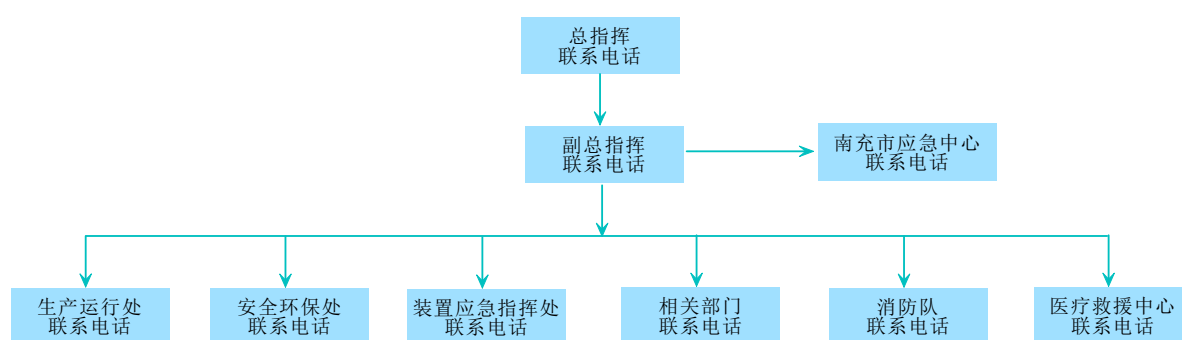 总指挥
联系电话
副总指挥
联系电话
南充市应急中心
联系电话
生产运行处
联系电话
安全环保处
联系电话
装置应急指挥处
联系电话
相关部门
联系电话
消防队
联系电话
医疗救援中心
联系电话